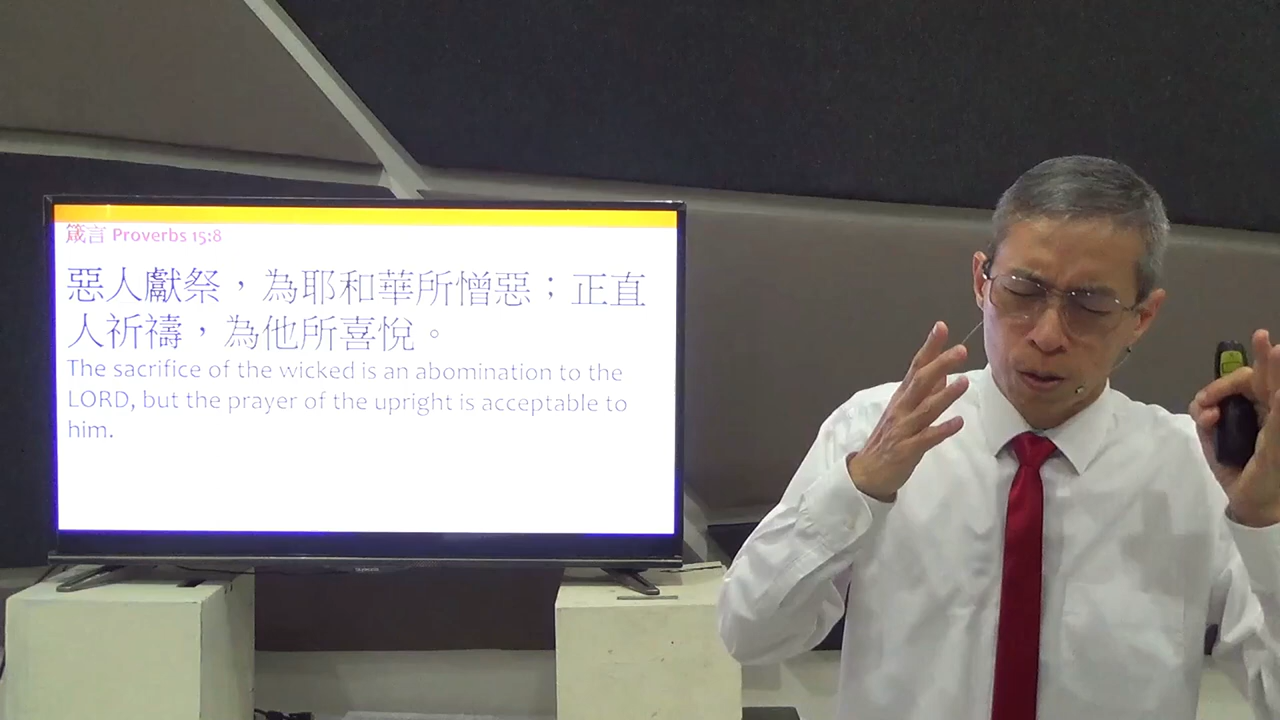 箴言 Proverbs 15:8
惡人獻祭，為耶和華所憎惡；正直
人祈禱，為他所喜悅。
The sacrifice of the wicked is an abomination to the
LORD, but the prayer of the upright is acceptable to
him.